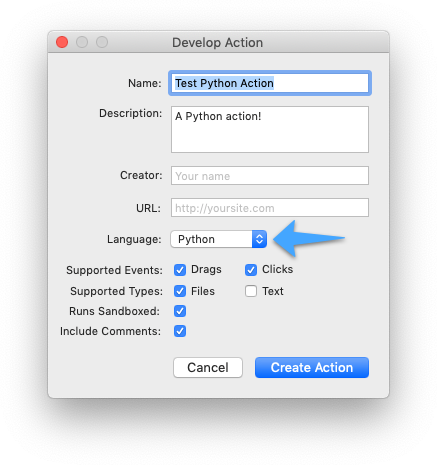 Develop Action
Name: Test Python Action
Description: A Python action!
Creator: Your name
URL: http://yoursite.com
Language: Python
Supported Events: Drags Clicks
Supported Types: Files Text
Runs Sandboxed:
Include Comments:
Cancel Create Action